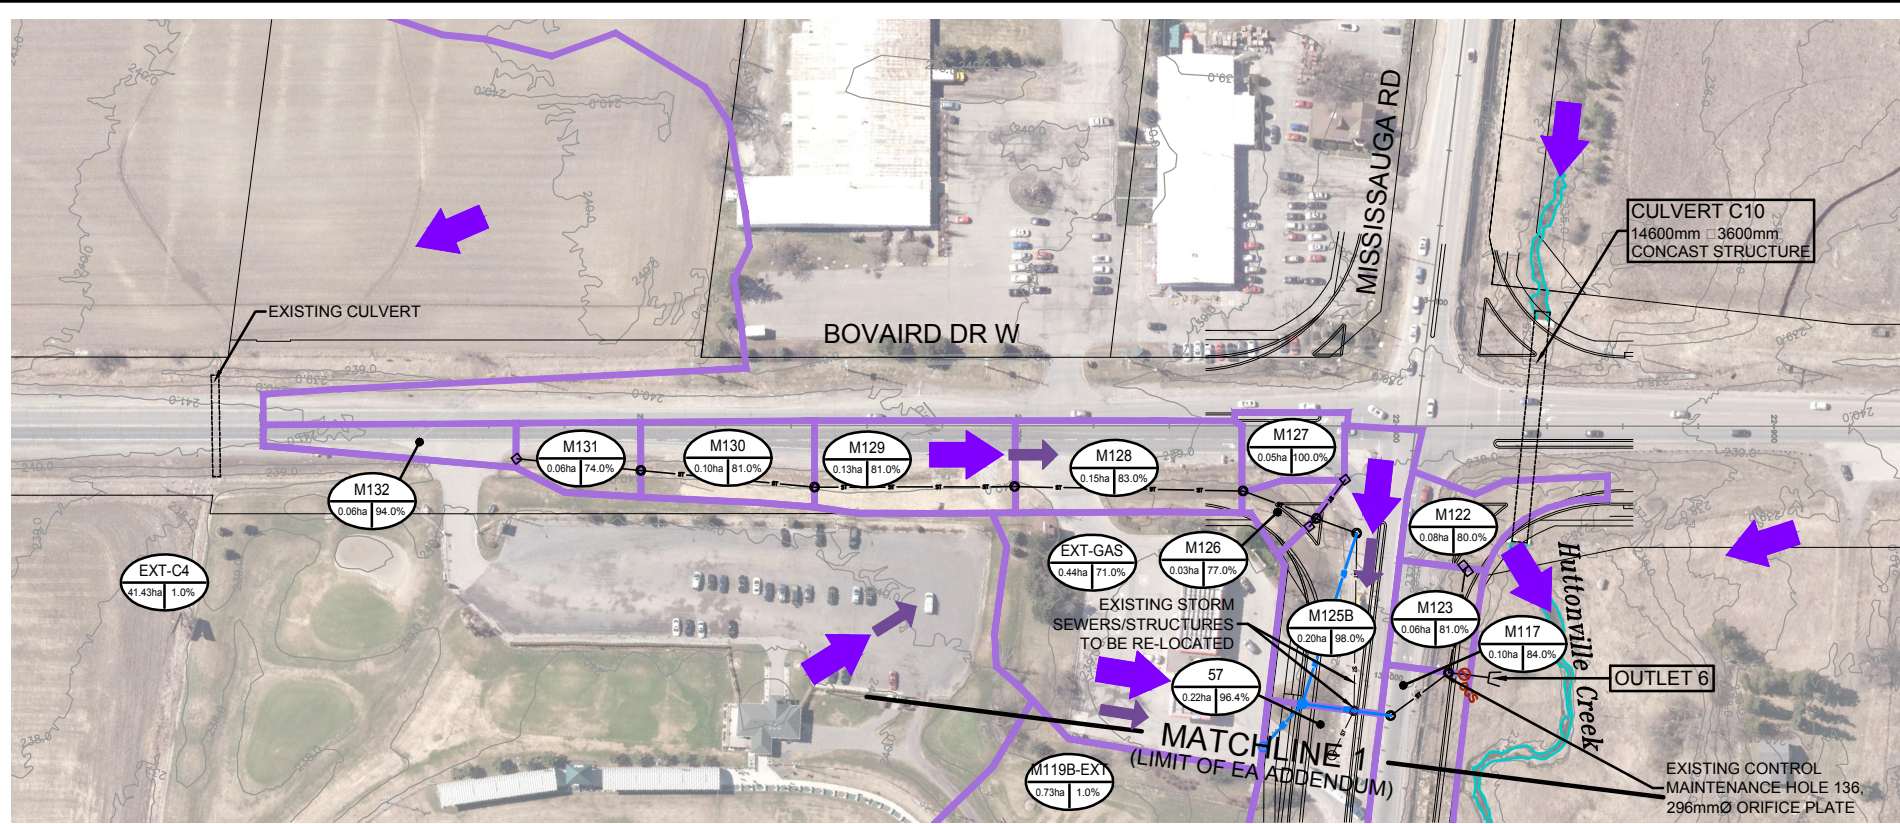 MISSISSAUGA RD
CULVERT C10
14600mm □3600mm
CONCAST STRUCTURE
EXISTING CULVERT
BOVAIRD DR W
M127
0.05ha 100.0%
M131
0.06ha 74.0%
M130
0.10ha 81.0%
M129
0.13ha 81.0%
M128
0.15ha 83.0%
M132
0.06ha 94.0%
M122
0.08ha 80.0%
EXT-C4
41.43ha 1.0%
EXT-GAS
0.44ha 71.0%
M126
0.03ha 77.0%
Huttonville Creek
EXISTING STORM
SEWERS/STRUCTURES
TO BE RE-LOCATED
M125B
0.20ha 98.0%
M123
0.06ha 81.0%
M117
0.10ha 84.0%
57
0.22ha 96.4%
OGS
OUTLET 6
MATCHLINE 1
(LIMIT OF EA ADDENDUM)
M119B-EXT
0.73ha 1.0%
EXISTING CONTROL
MAINTENANCE HOLE 136,
296mmØ ORIFICE PLATE